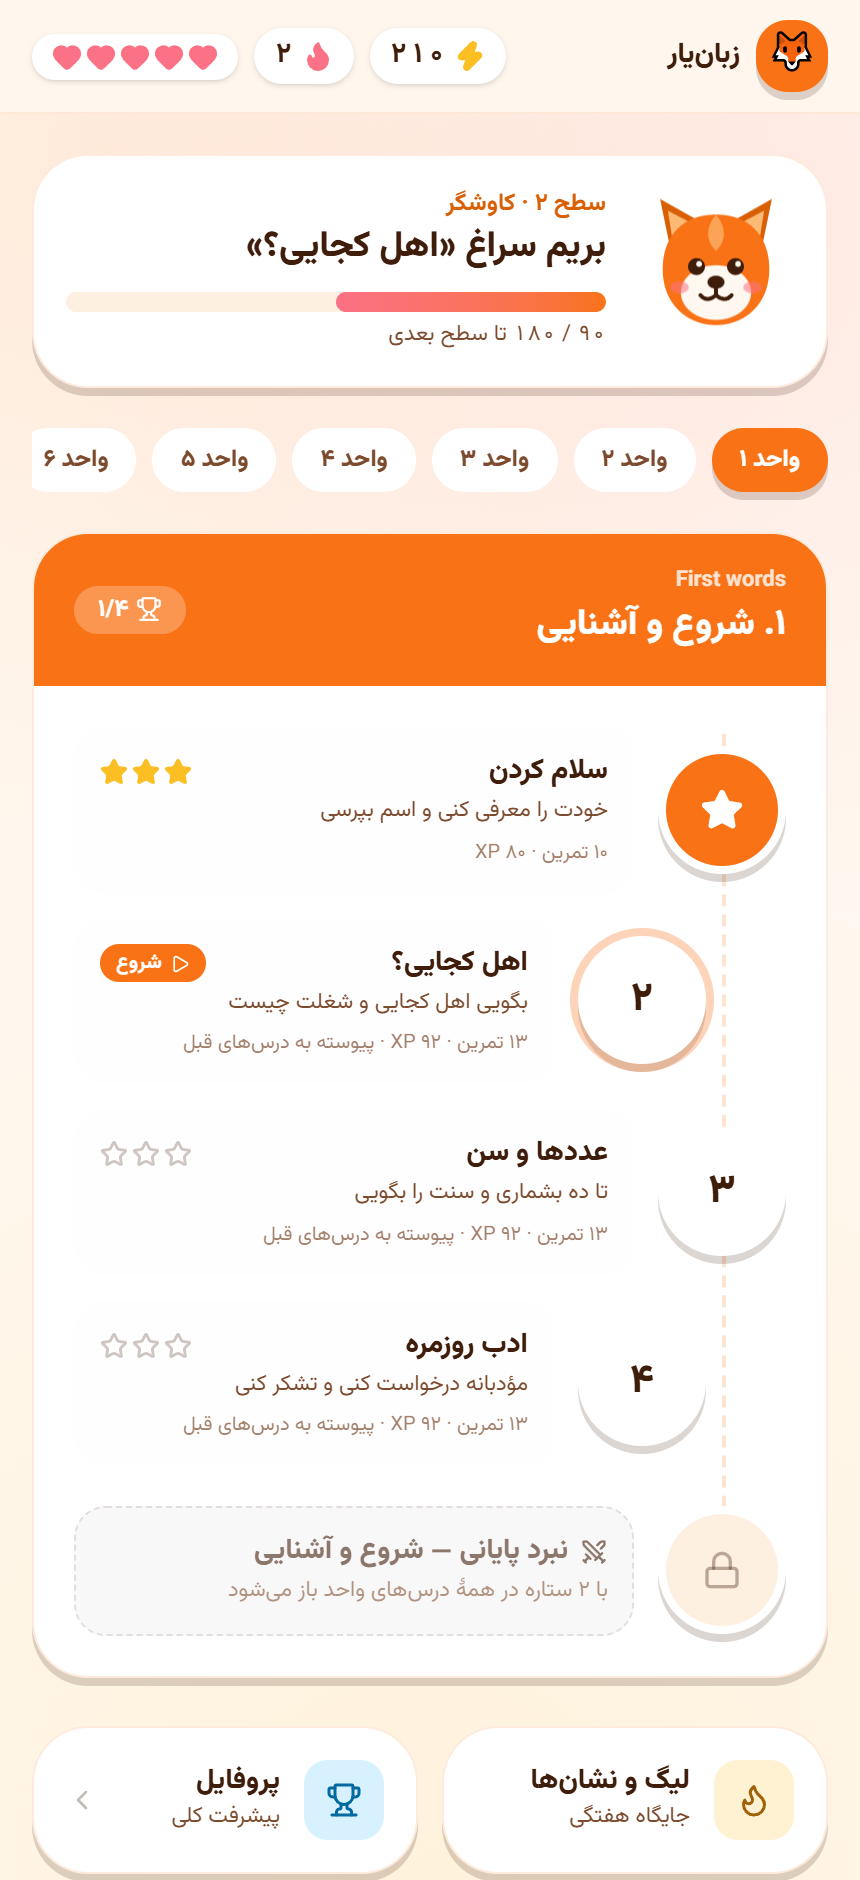 زبان‌یار
۲۱۰
۲
سطح ۲ · کاوشگر
بریم سراغ «اهل کجایی؟»
۹۰ / ۱۸۰ تا سطح بعدی
واحد ۱
واحد ۲
واحد ۳
واحد ۴
واحد ۵
واحد ۶
First words
۱. شروع و آشنایی
۱/۴
سلام کردن
خودت را معرفی کنی و اسم بپرسی
۱۰ تمرین · ۸۰ XP
۲
اهل کجایی؟
شروع
بگویی اهل کجایی و شغلت چیست
۱۳ تمرین · ۹۲ XP · پیوسته به درس‌های قبل
۳
عددها و سن
تا ده بشماری و سنت را بگویی
۱۳ تمرین · ۹۲ XP · پیوسته به درس‌های قبل
۴
ادب روزمره
مؤدبانه درخواست کنی و تشکر کنی
۱۳ تمرین · ۹۲ XP · پیوسته به درس‌های قبل
نبرد پایانی — شروع و آشنایی
با ۲ ستاره در همهٔ درس‌های واحد باز می‌شود
لیگ و نشان‌ها
جایگاه هفتگی
پروفایل
پیشرفت کلی